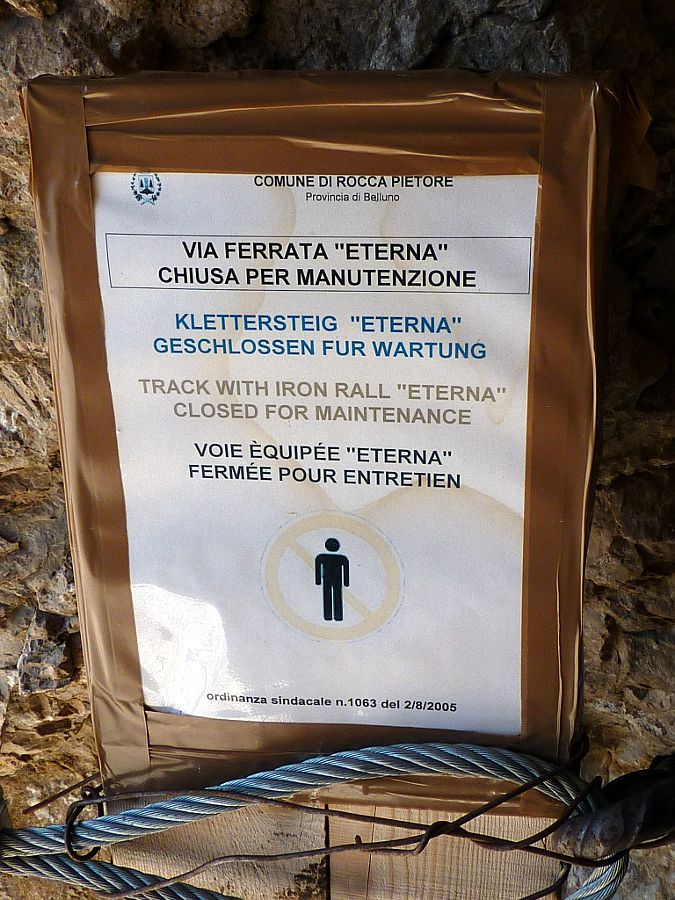 COMUNE DI ROCCA PIETORE
Provincia di Belluno
VIA FERRATA "ETERNA"
CHIUSA PER MANUTENZIONE
KLETTERSTEIG "ETERNA"
GESCHLOSSEN FUR WARTUNG
TRACK WITH IRON RALL "ETERNA"
CLOSED FOR MAINTENANCE
VOIE ÈQUIPÉE "ETERNA"
FERMÉE POUR ENTRETIEN
ordinanza sindacale n.1063 del 2/8/2005